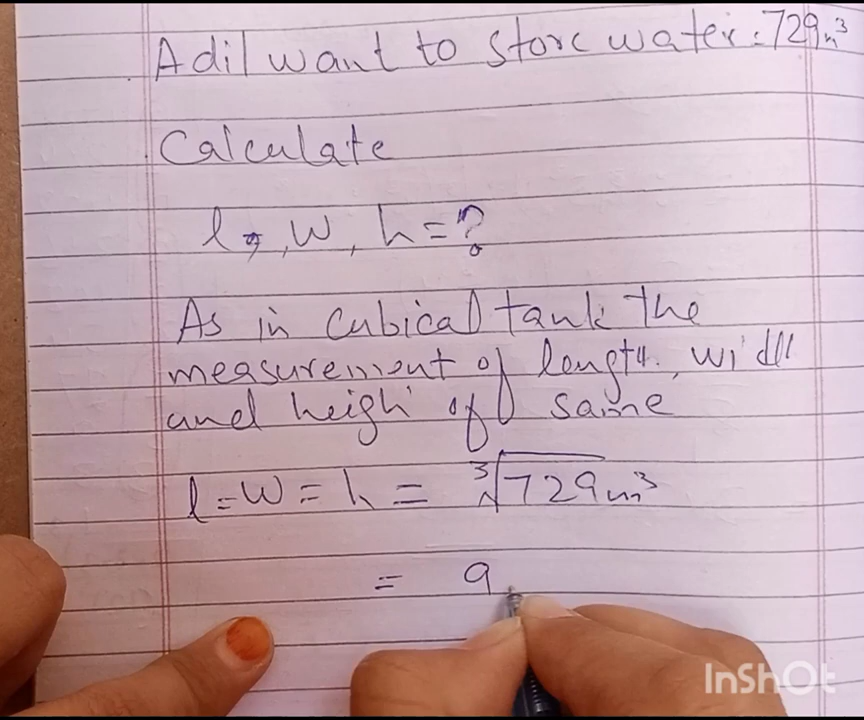 Adil want to store water = 729m³
Calculate
l, w, h = ?
As in cubical tank the
measurement of length, widh
and heigh of same
l = w = h = ∛729m³
= 9
InShOt